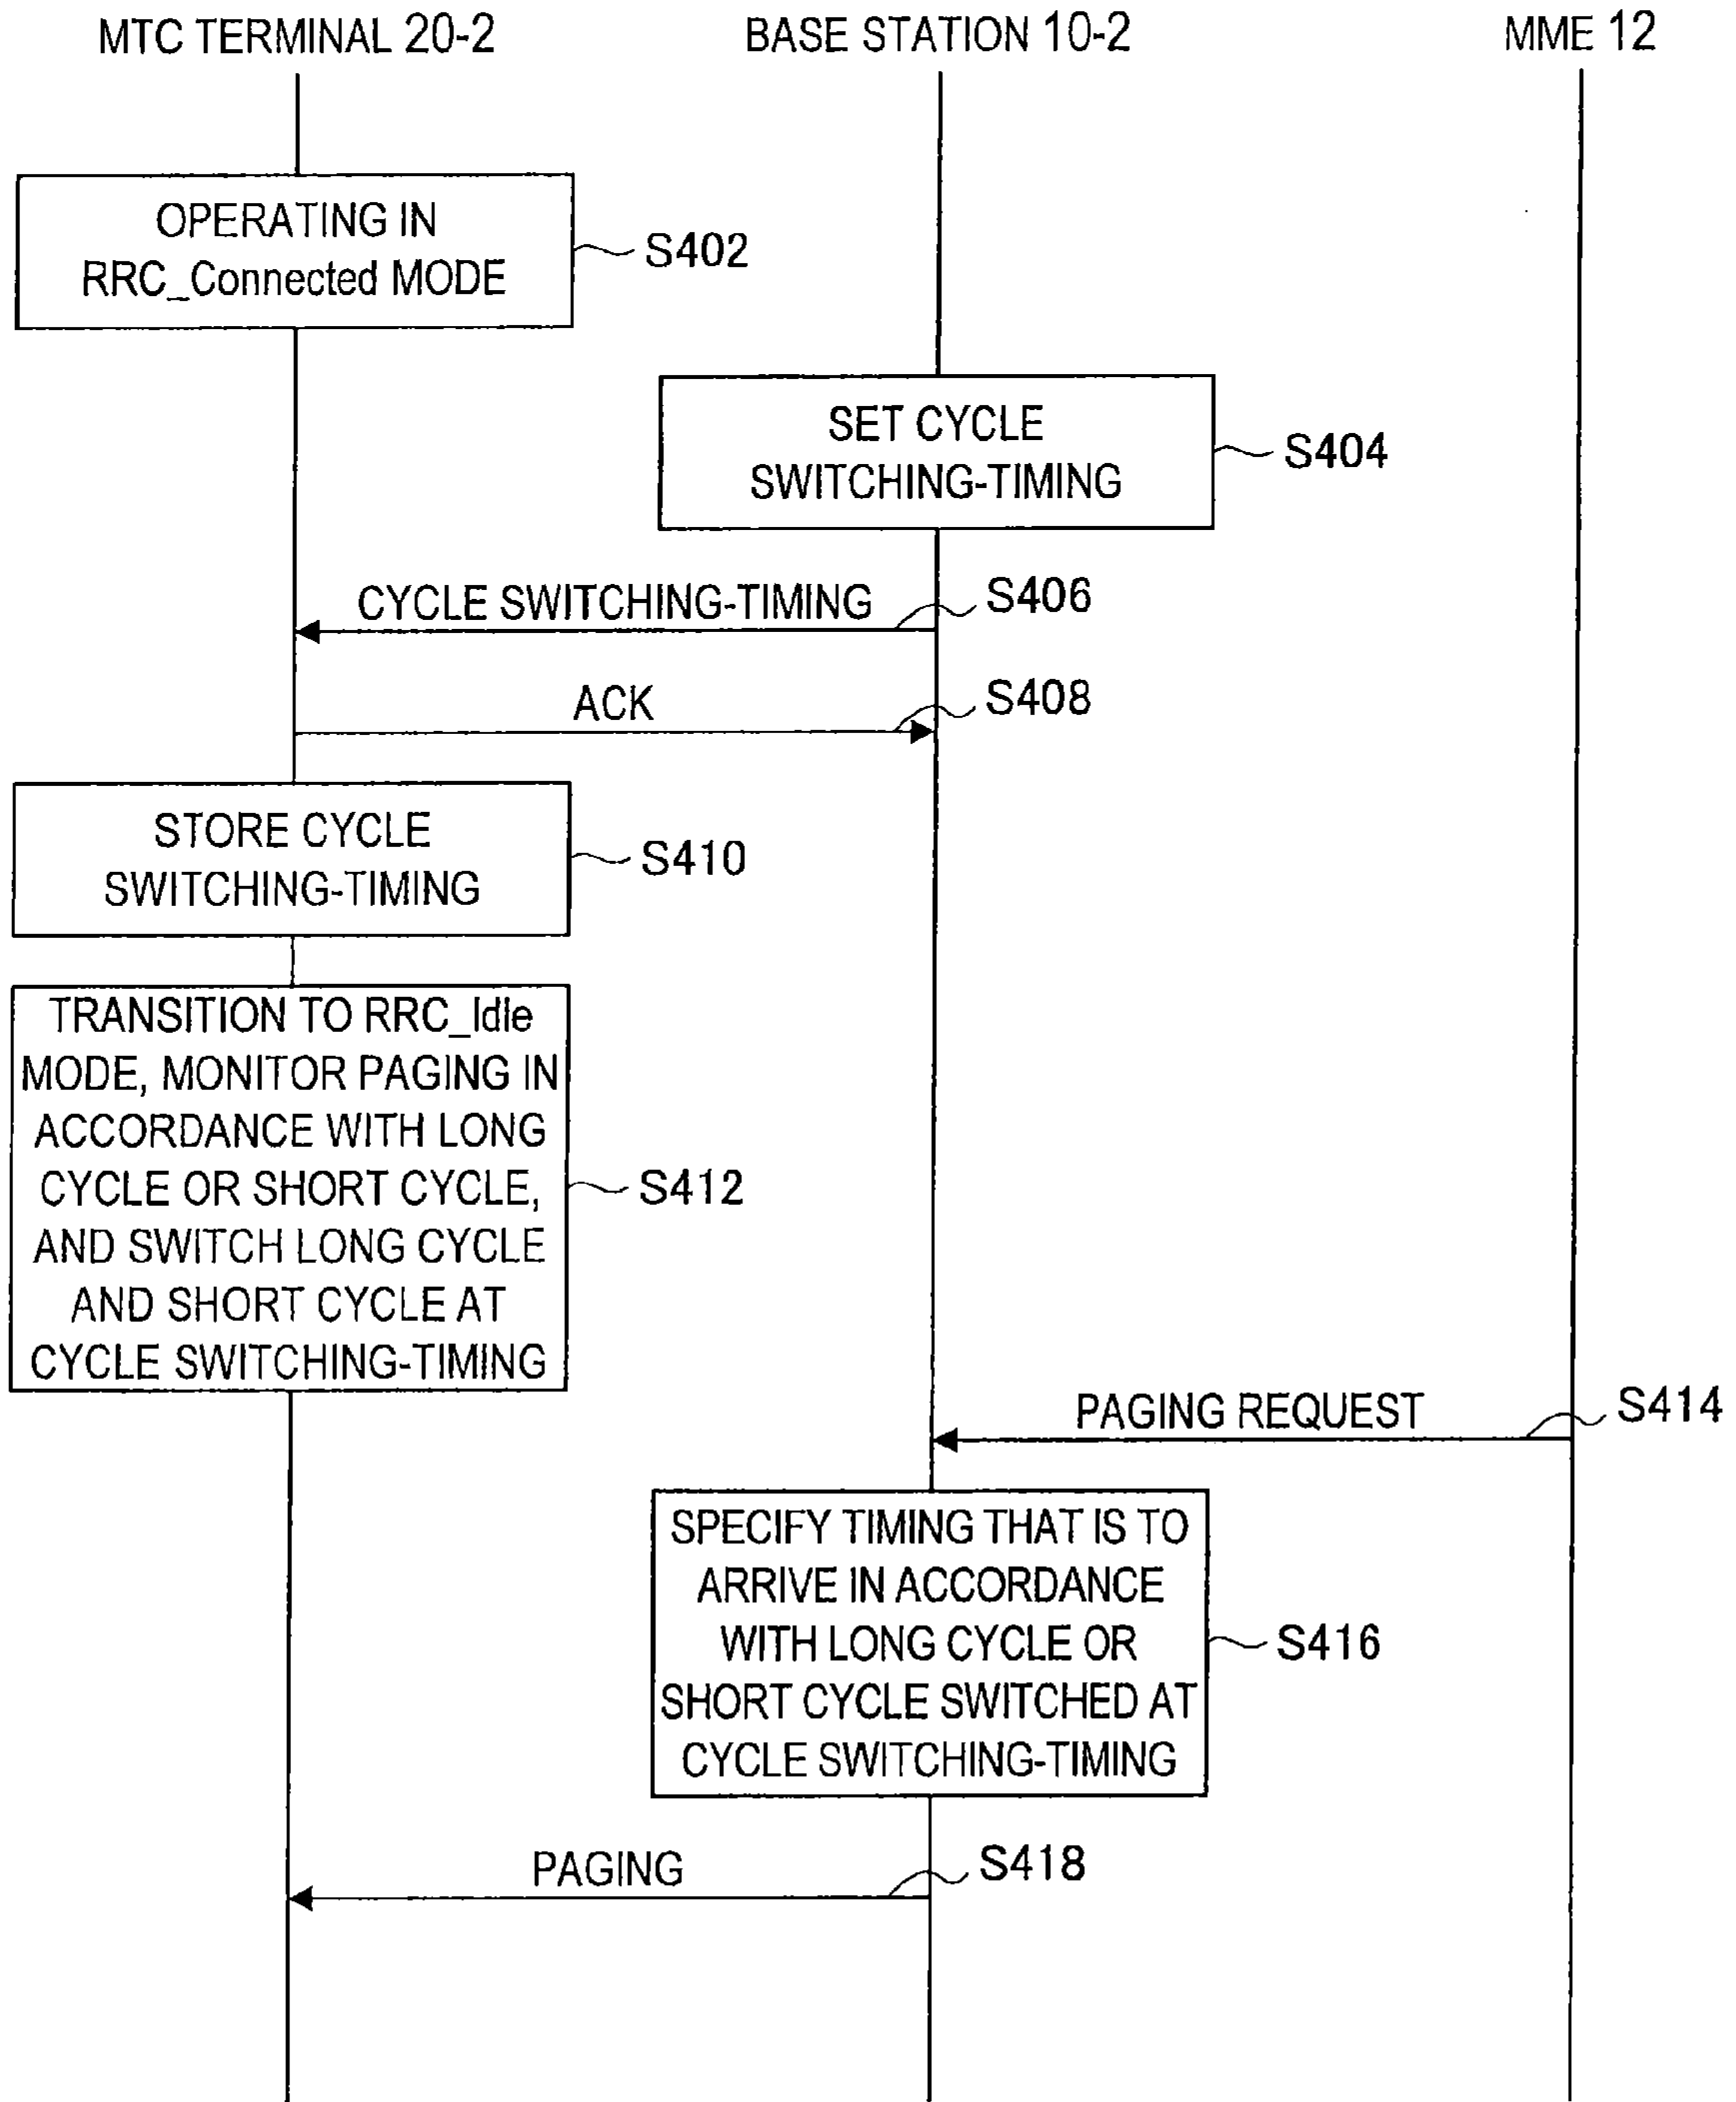 MTC TERMINAL 20-2
BASE STATION 10-2
MME 12
OPERATING IN
RRC_Connected MODE
S402
SET CYCLE
SWITCHING-TIMING
S404
CYCLE SWITCHING-TIMING
S406
ACK
S408
STORE CYCLE
SWITCHING-TIMING
S410
TRANSITION TO RRC_Idle
MODE, MONITOR PAGING IN
ACCORDANCE WITH LONG
CYCLE OR SHORT CYCLE,
AND SWITCH LONG CYCLE
AND SHORT CYCLE AT
CYCLE SWITCHING-TIMING
S412
PAGING REQUEST
S414
SPECIFY TIMING THAT IS TO
ARRIVE IN ACCORDANCE
WITH LONG CYCLE OR
SHORT CYCLE SWITCHED AT
CYCLE SWITCHING-TIMING
S416
PAGING
S418